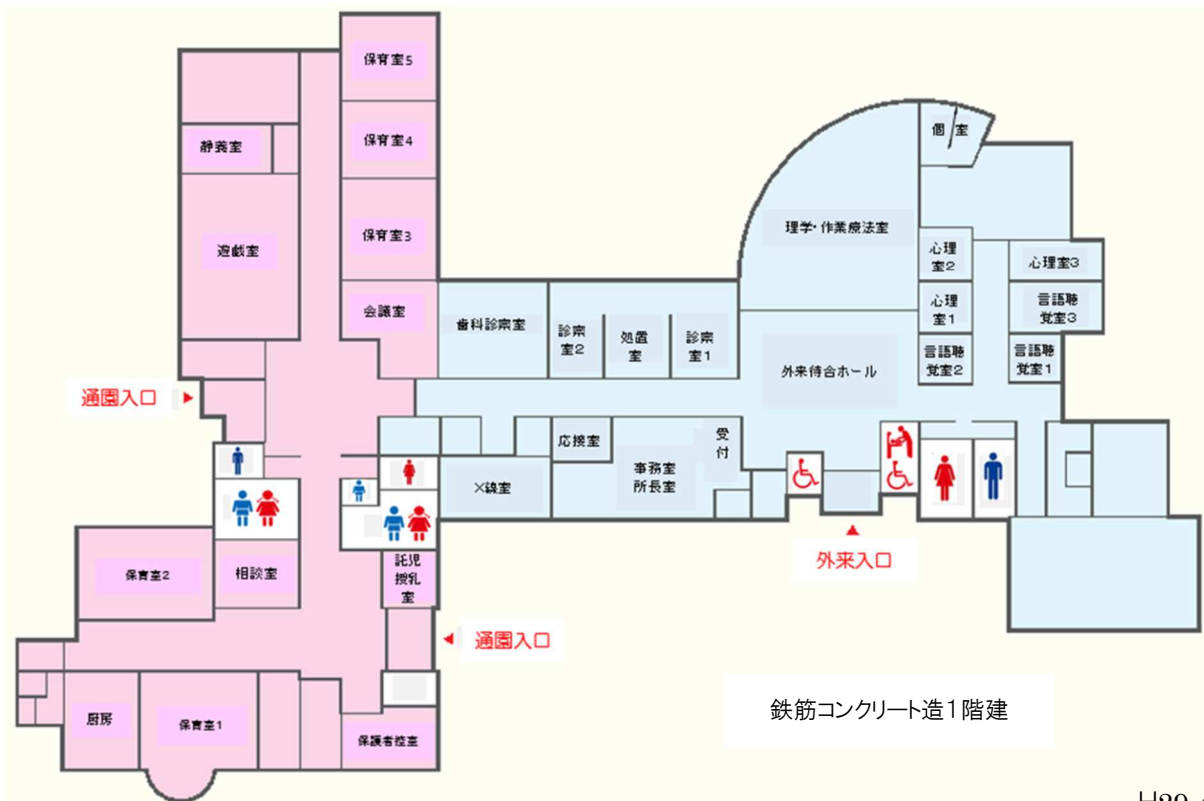 保育室5
個室
保育室4
静養室
理学・作業療法室
保育室3
遊戯室
心理
室2
心理室3
会議室
心理
室1
言語聴
覚室3
歯科診察室
診察
室2
処置
室
診察
室1
言語聴
覚室2
言語聴
覚室1
外来待合ホール
通園入口
応接室
受
付
事務室
所長室
X線室
外来入口
保育室2
相談室
託児
授乳
室
通園入口
厨房
保育室1
保護者控室
鉄筋コンクリート造1階建